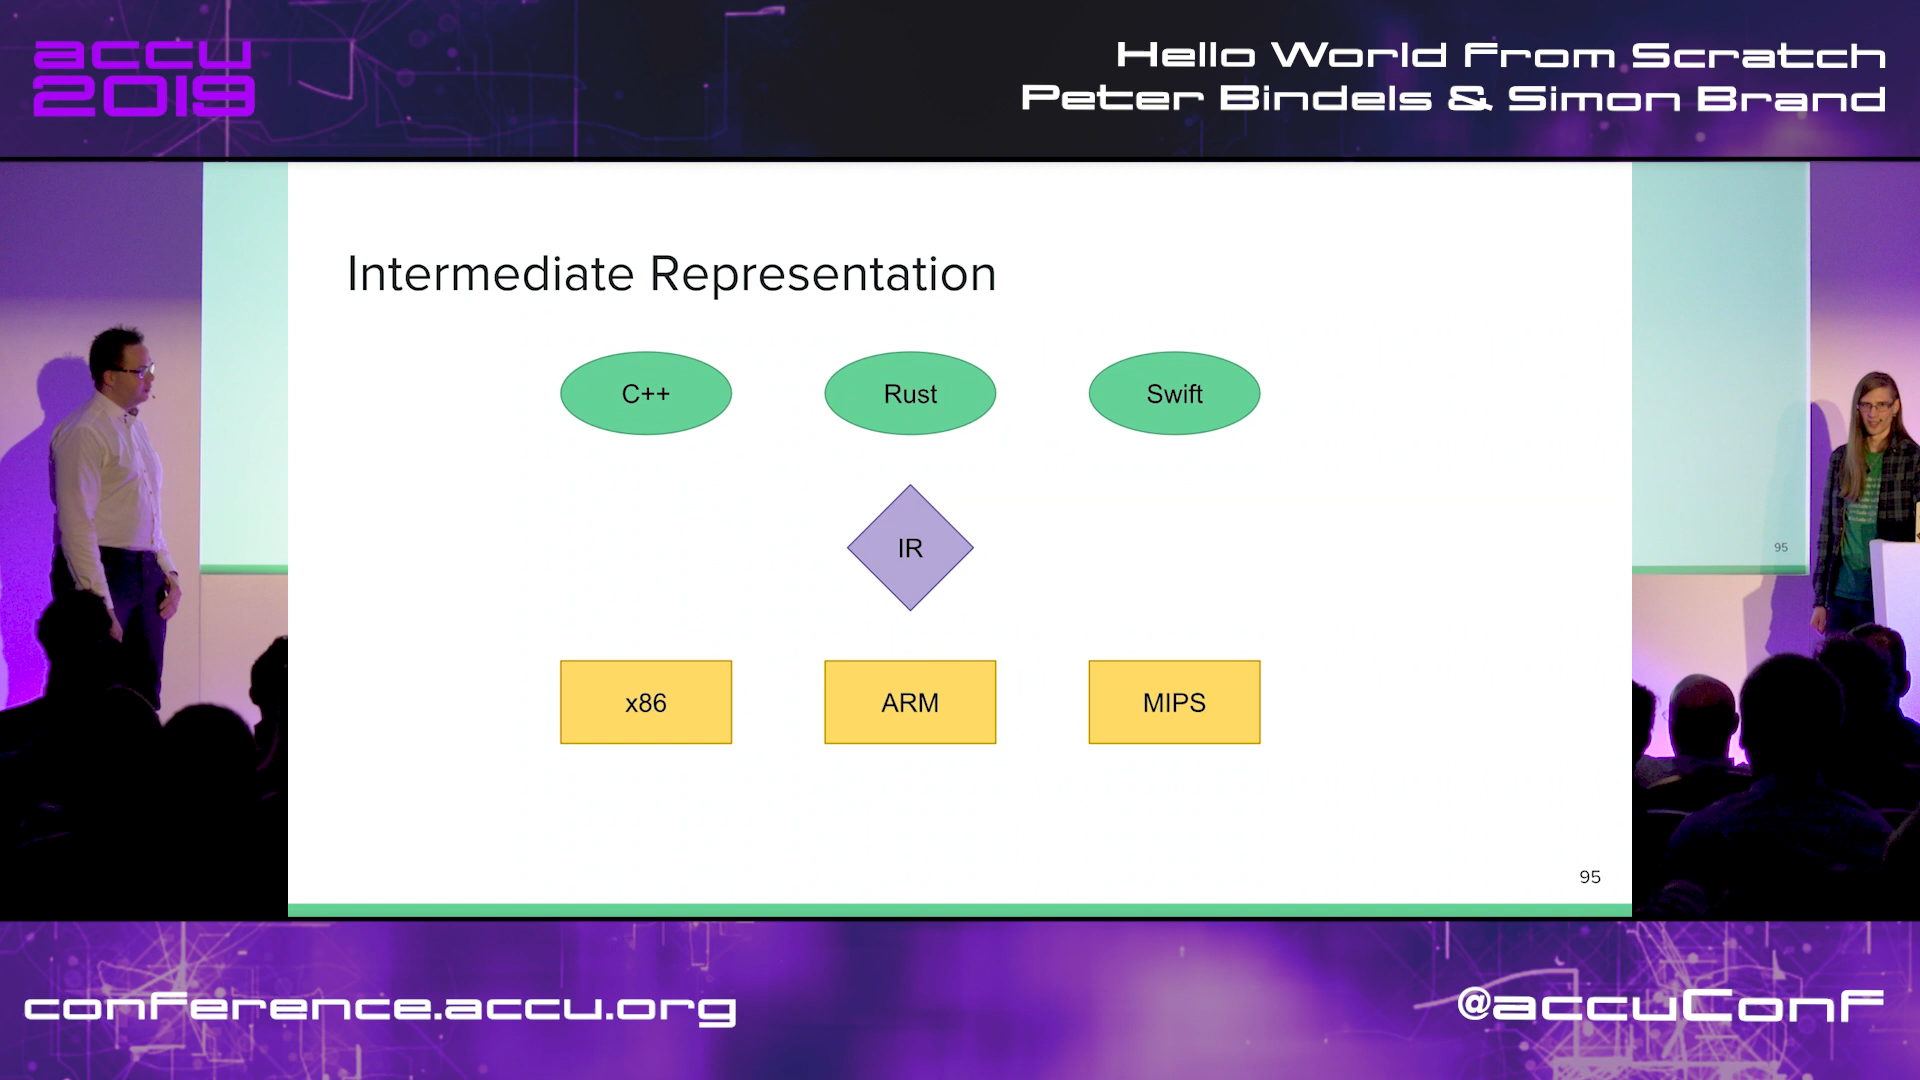 accu
2019
Hello World From Scratch
Peter Bindels & Simon Brand
Intermediate Representation
C++
Rust
Swift
IR
x86
ARM
MIPS
95
95
conference.accu.org
@accuConf